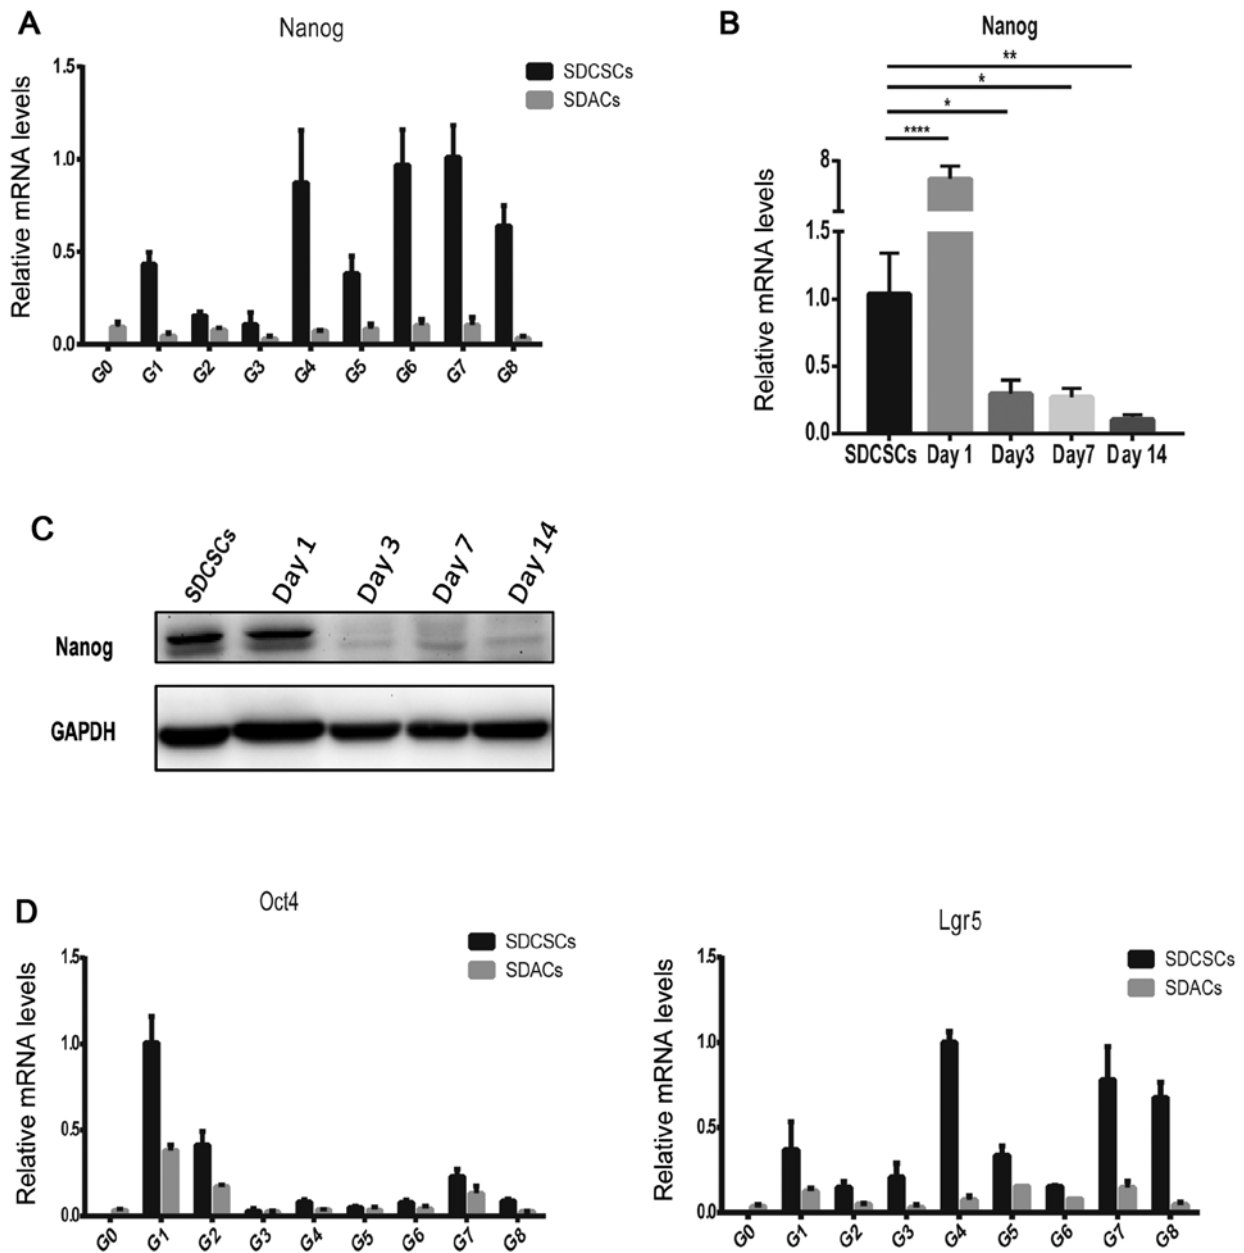 A
Nanog
Relative mRNA levels
1.5
1.0
0.5
0.0
SDCSCs
SDACs
G0 G1 G2 G3 G4 G5 G6 G7 G8
B
Nanog
**
*
*
****
Relative mRNA levels
8
1.5
1.0
0.5
0.0
SDCSCs Day 1 Day3 Day7 Day 14
C
SDCSCs Day 1 Day 3 Day 7 Day 14
Nanog
GAPDH
D
Oct4
Relative mRNA levels
1.5
1.0
0.5
0.0
SDCSCs
SDACs
G0 G1 G2 G3 G4 G5 G6 G7 G8
Lgr5
Relative mRNA levels
1.5
1.0
0.5
0.0
SDCSCs
SDACs
G0 G1 G2 G3 G4 G5 G6 G7 G8